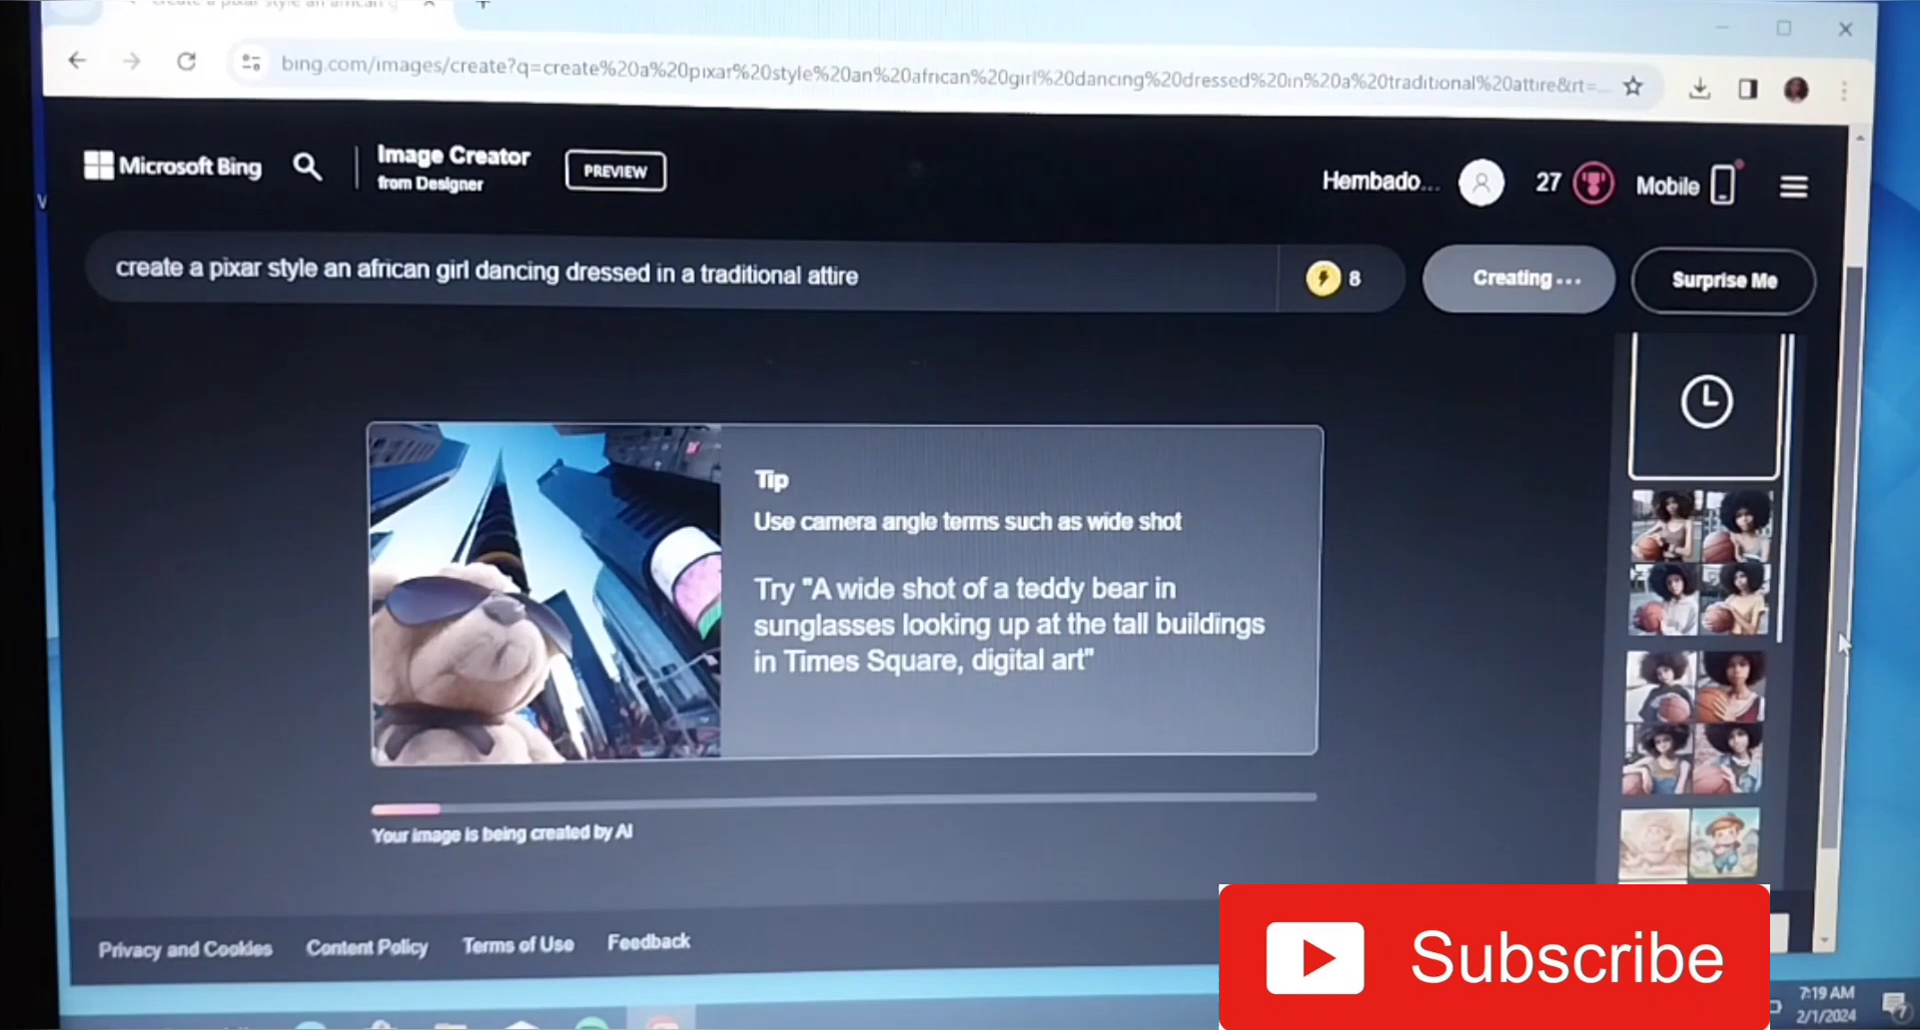 bing.com/images/create?q=create%20a%20pixar%20style%20an%20african%20girl%20dancing%20dressed%20in%20a%20traditional%20attire&rt=...
Microsoft Bing
Image Creator
from Designer
PREVIEW
Hembado...
27
Mobile
create a pixar style an african girl dancing dressed in a traditional attire
8
Creating ...
Surprise Me
Tip
Use camera angle terms such as wide shot
Try "A wide shot of a teddy bear in
sunglasses looking up at the tall buildings
in Times Square, digital art"
Your image is being created by AI
Privacy and Cookies
Content Policy
Terms of Use
Feedback
Subscribe
7:19 AM
2/1/2024
7